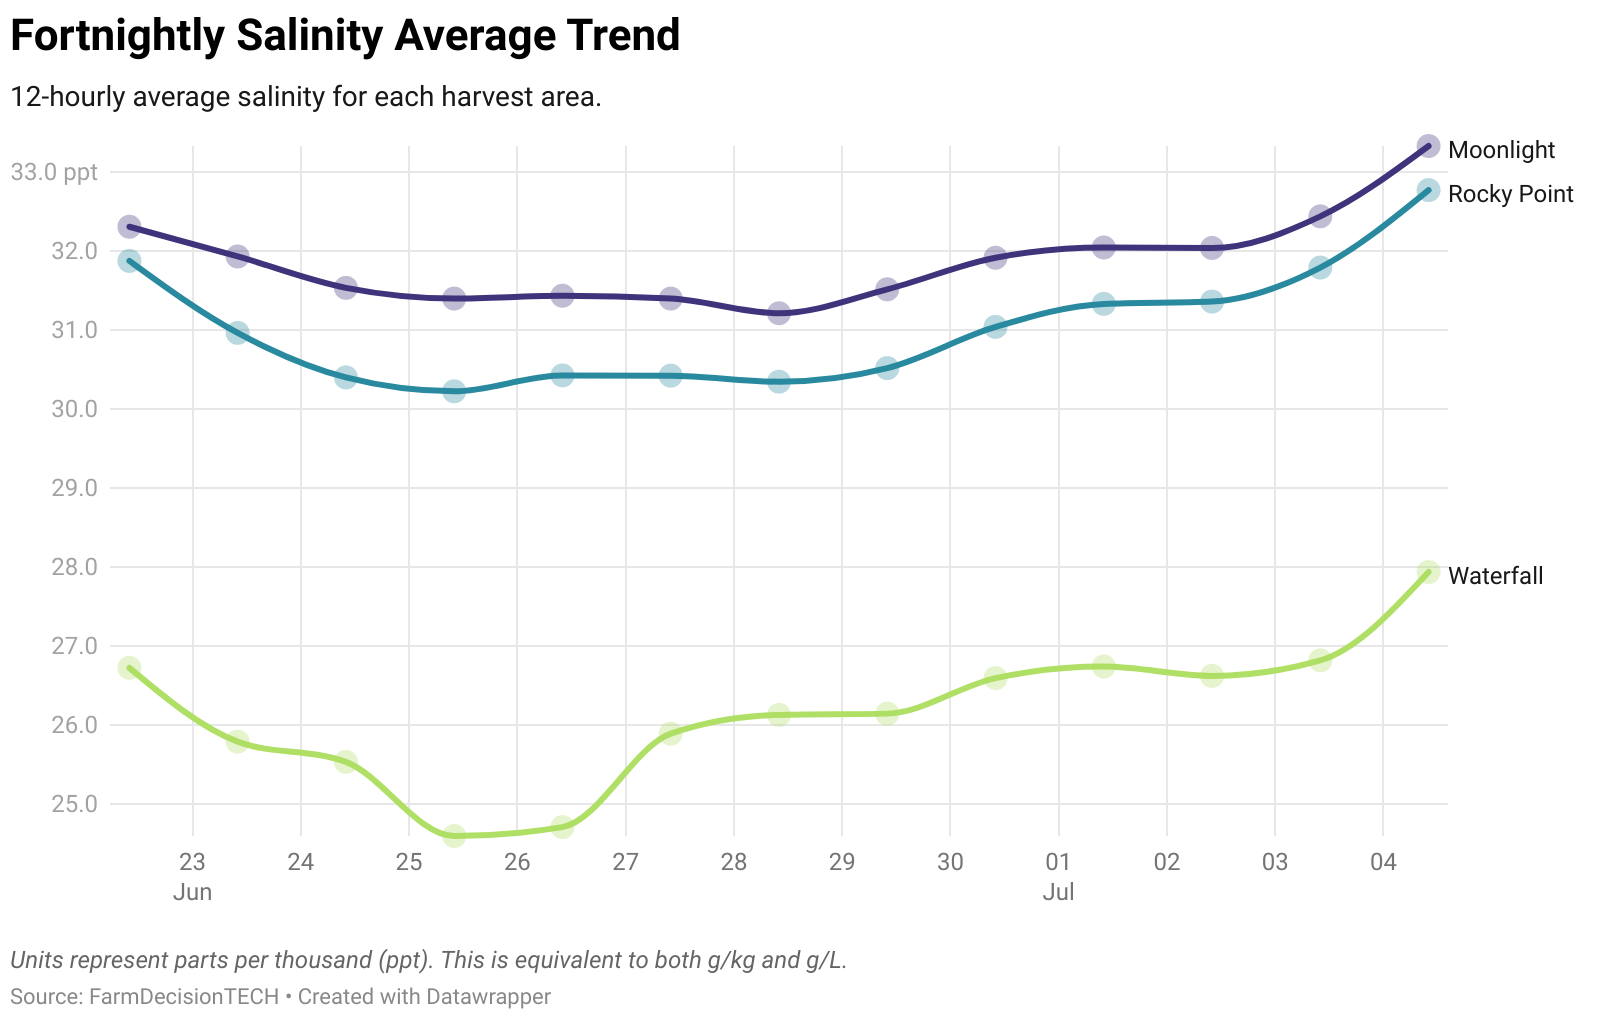 Fortnightly Salinity Average Trend
12-hourly average salinity for each harvest area.
33.0 ppt
32.0
31.0
30.0
29.0
28.0
27.0
26.0
25.0
Moonlight
Rocky Point
Waterfall
23 24 25 26 27 28 29 30 01 02 03 04
Jun Jul
Units represent parts per thousand (ppt). This is equivalent to both g/kg and g/L.
Source: FarmDecisionTECH • Created with Datawrapper